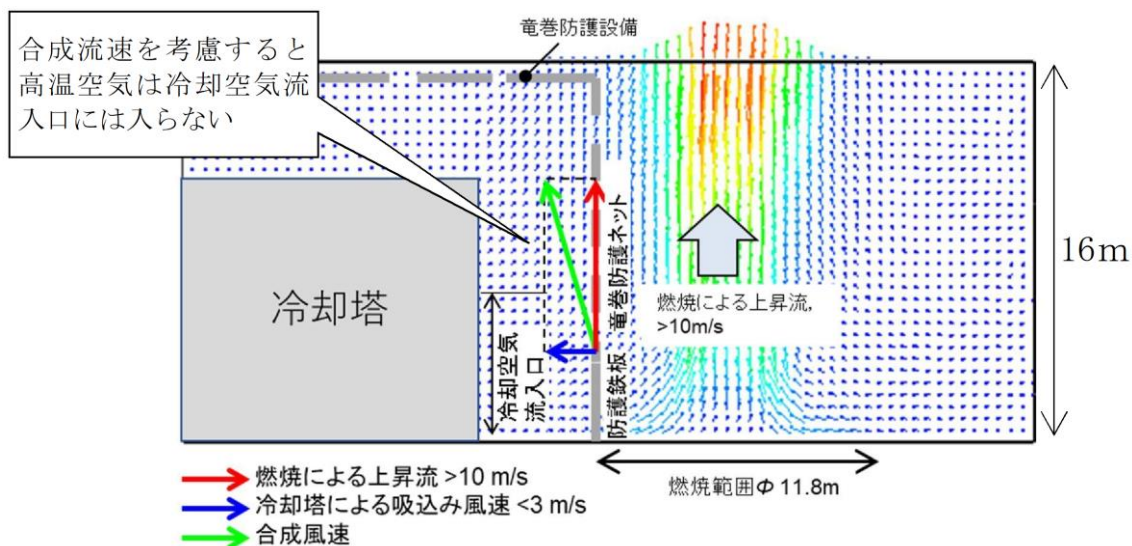 竜巻防護設備
合成流速を考慮すると
高温空気は冷却空気流
入口には入らない
冷却塔
冷却空気
流入口
防護鉄板
竜巻防護ネット
燃焼による上昇流,
>10m/s
16m
燃焼範囲Φ 11.8m
燃焼による上昇流 >10 m/s
冷却塔による吸込み風速 <3 m/s
合成風速